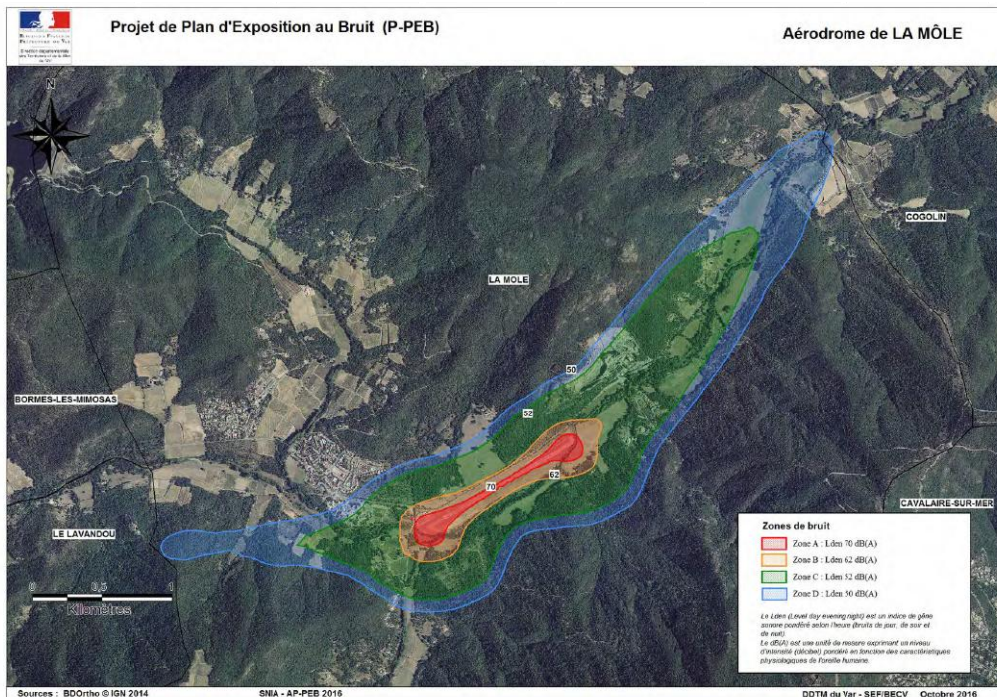 Projet de Plan d'Exposition au Bruit (P-PEB)
Aérodrome de LA MÔLE
N
COGOLIN
LA MOLE
50
BORMES-LES-MIMOSAS
52
62
70
CAVALAIRE-SUR-MER
LE LAVANDOU
0 0,5 1
Kilomètres
Zones de bruit
Zone A : Lden 70 dB(A)
Zone B : Lden 62 dB(A)
Zone C : Lden 52 dB(A)
Zone D : Lden 50 dB(A)
Le Lden (Level day evening night) est un indice de gêne
sonore pondéré selon l'heure (bruits de jour, de soir et
de nuit)
Le dB(A) est une unité de mesure exprimant un niveau
d'intensité (décibel) pondéré en fonction des caractéristiques
physiologiques de l'oreille humaine.
Sources : BDOrtho © IGN 2014
SNIA - AP-PEB 2016
DDTM du Var - SEF/BECV Octobre 2016